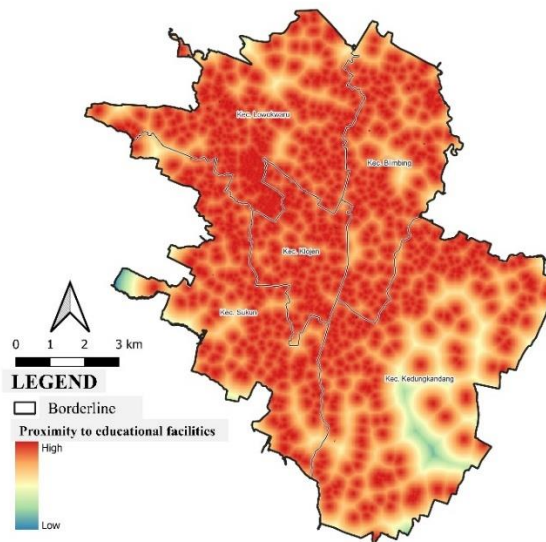 Kec. Lowokwaru
Kec. Blimbing
Kec. Klojen
Kec. Sukun
Kec. Kedungkandang
0 1 2 3 km
LEGEND
Borderline
Proximity to educational facilitics
High
Low